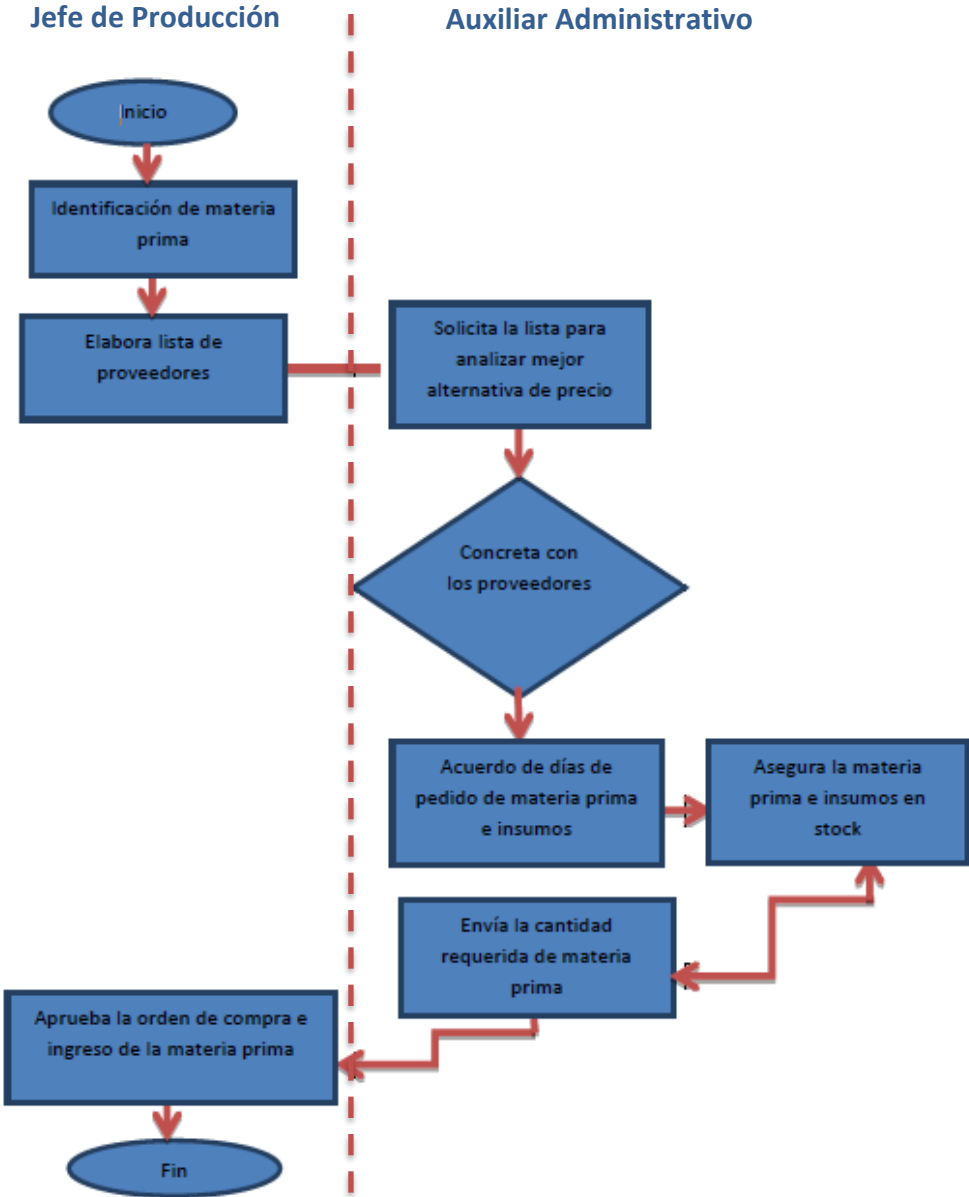 Jefe de Producción
Auxiliar Administrativo
Inicio
Identificación de materia
prima
Elabora lista de
proveedores
Solicita la lista para
analizar mejor
alternativa de precio
Concreta con
los proveedores
Acuerdo de días de
pedido de materia prima
e insumos
Asegura la materia
prima e insumos en
stock
Envía la cantidad
requerida de materia
prima
Aprueba la orden de compra e
ingreso de la materia prima
Fin